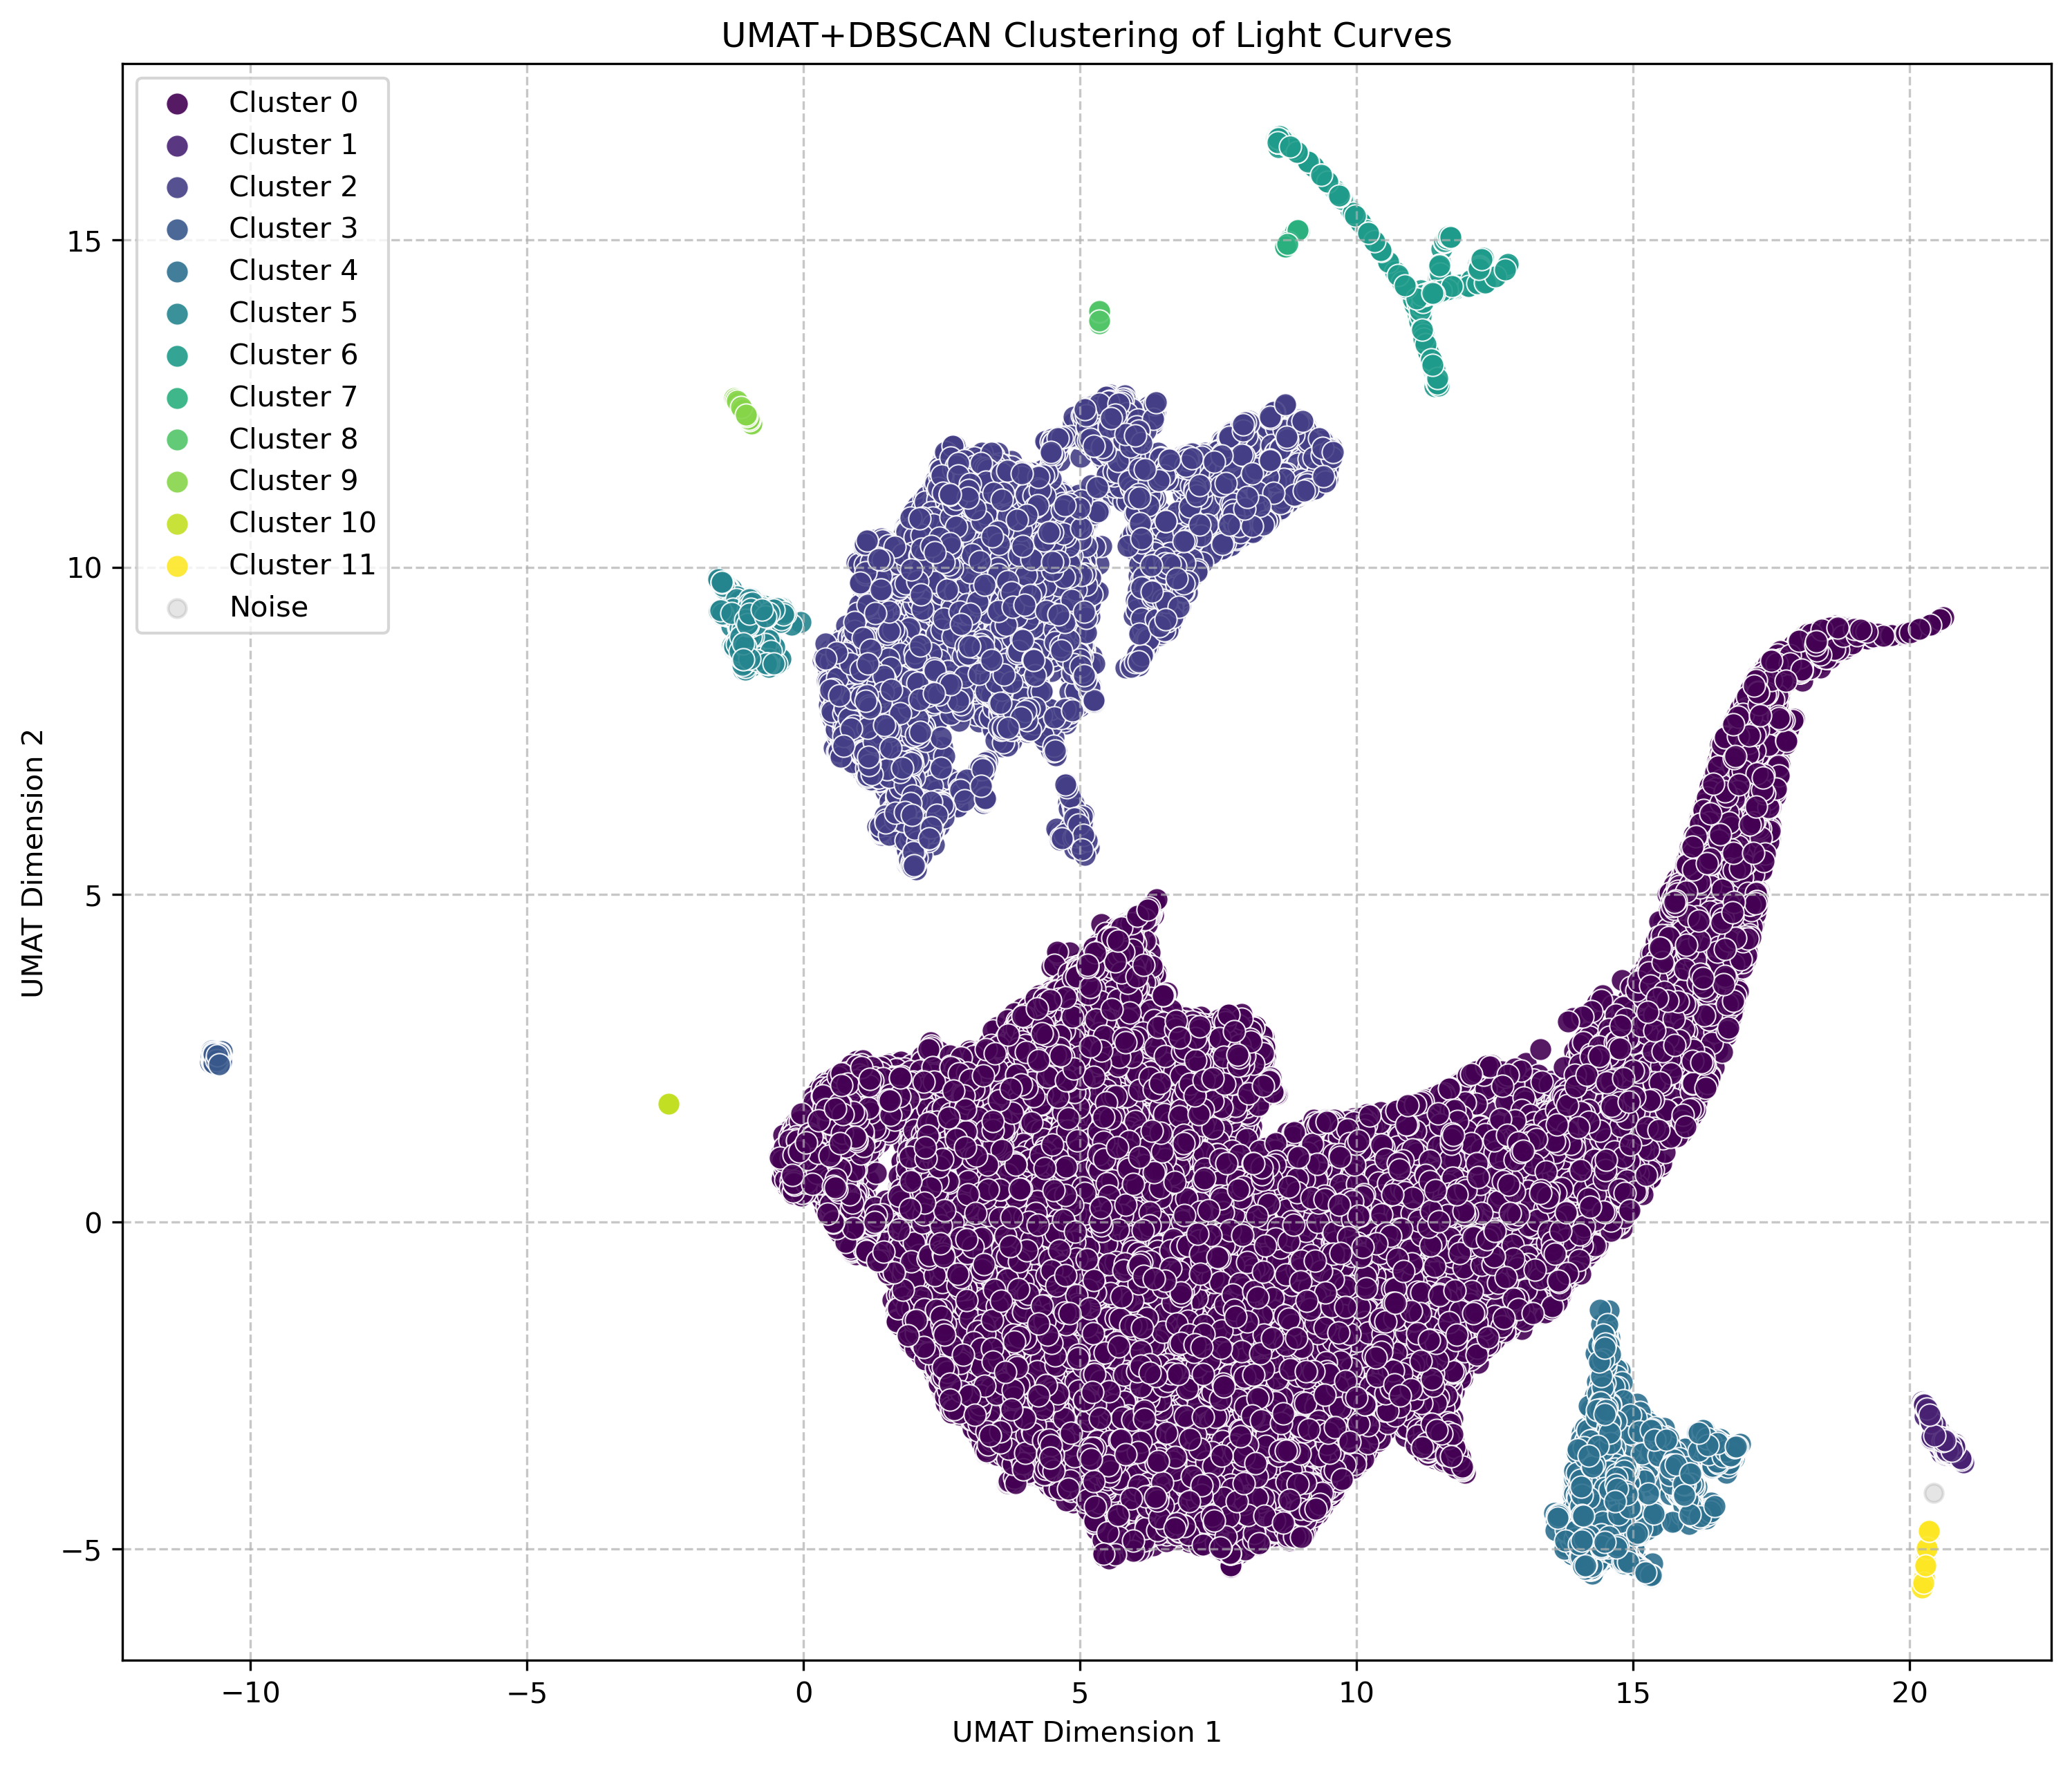 UMAT+DBSCAN Clustering of Light Curves
Cluster 0
Cluster 1
Cluster 2
Cluster 3
Cluster 4
Cluster 5
Cluster 6
Cluster 7
Cluster 8
Cluster 9
Cluster 10
Cluster 11
Noise
UMAT Dimension 2
15
10
5
0
−5
−10
−5
0
5
10
15
20
UMAT Dimension 1